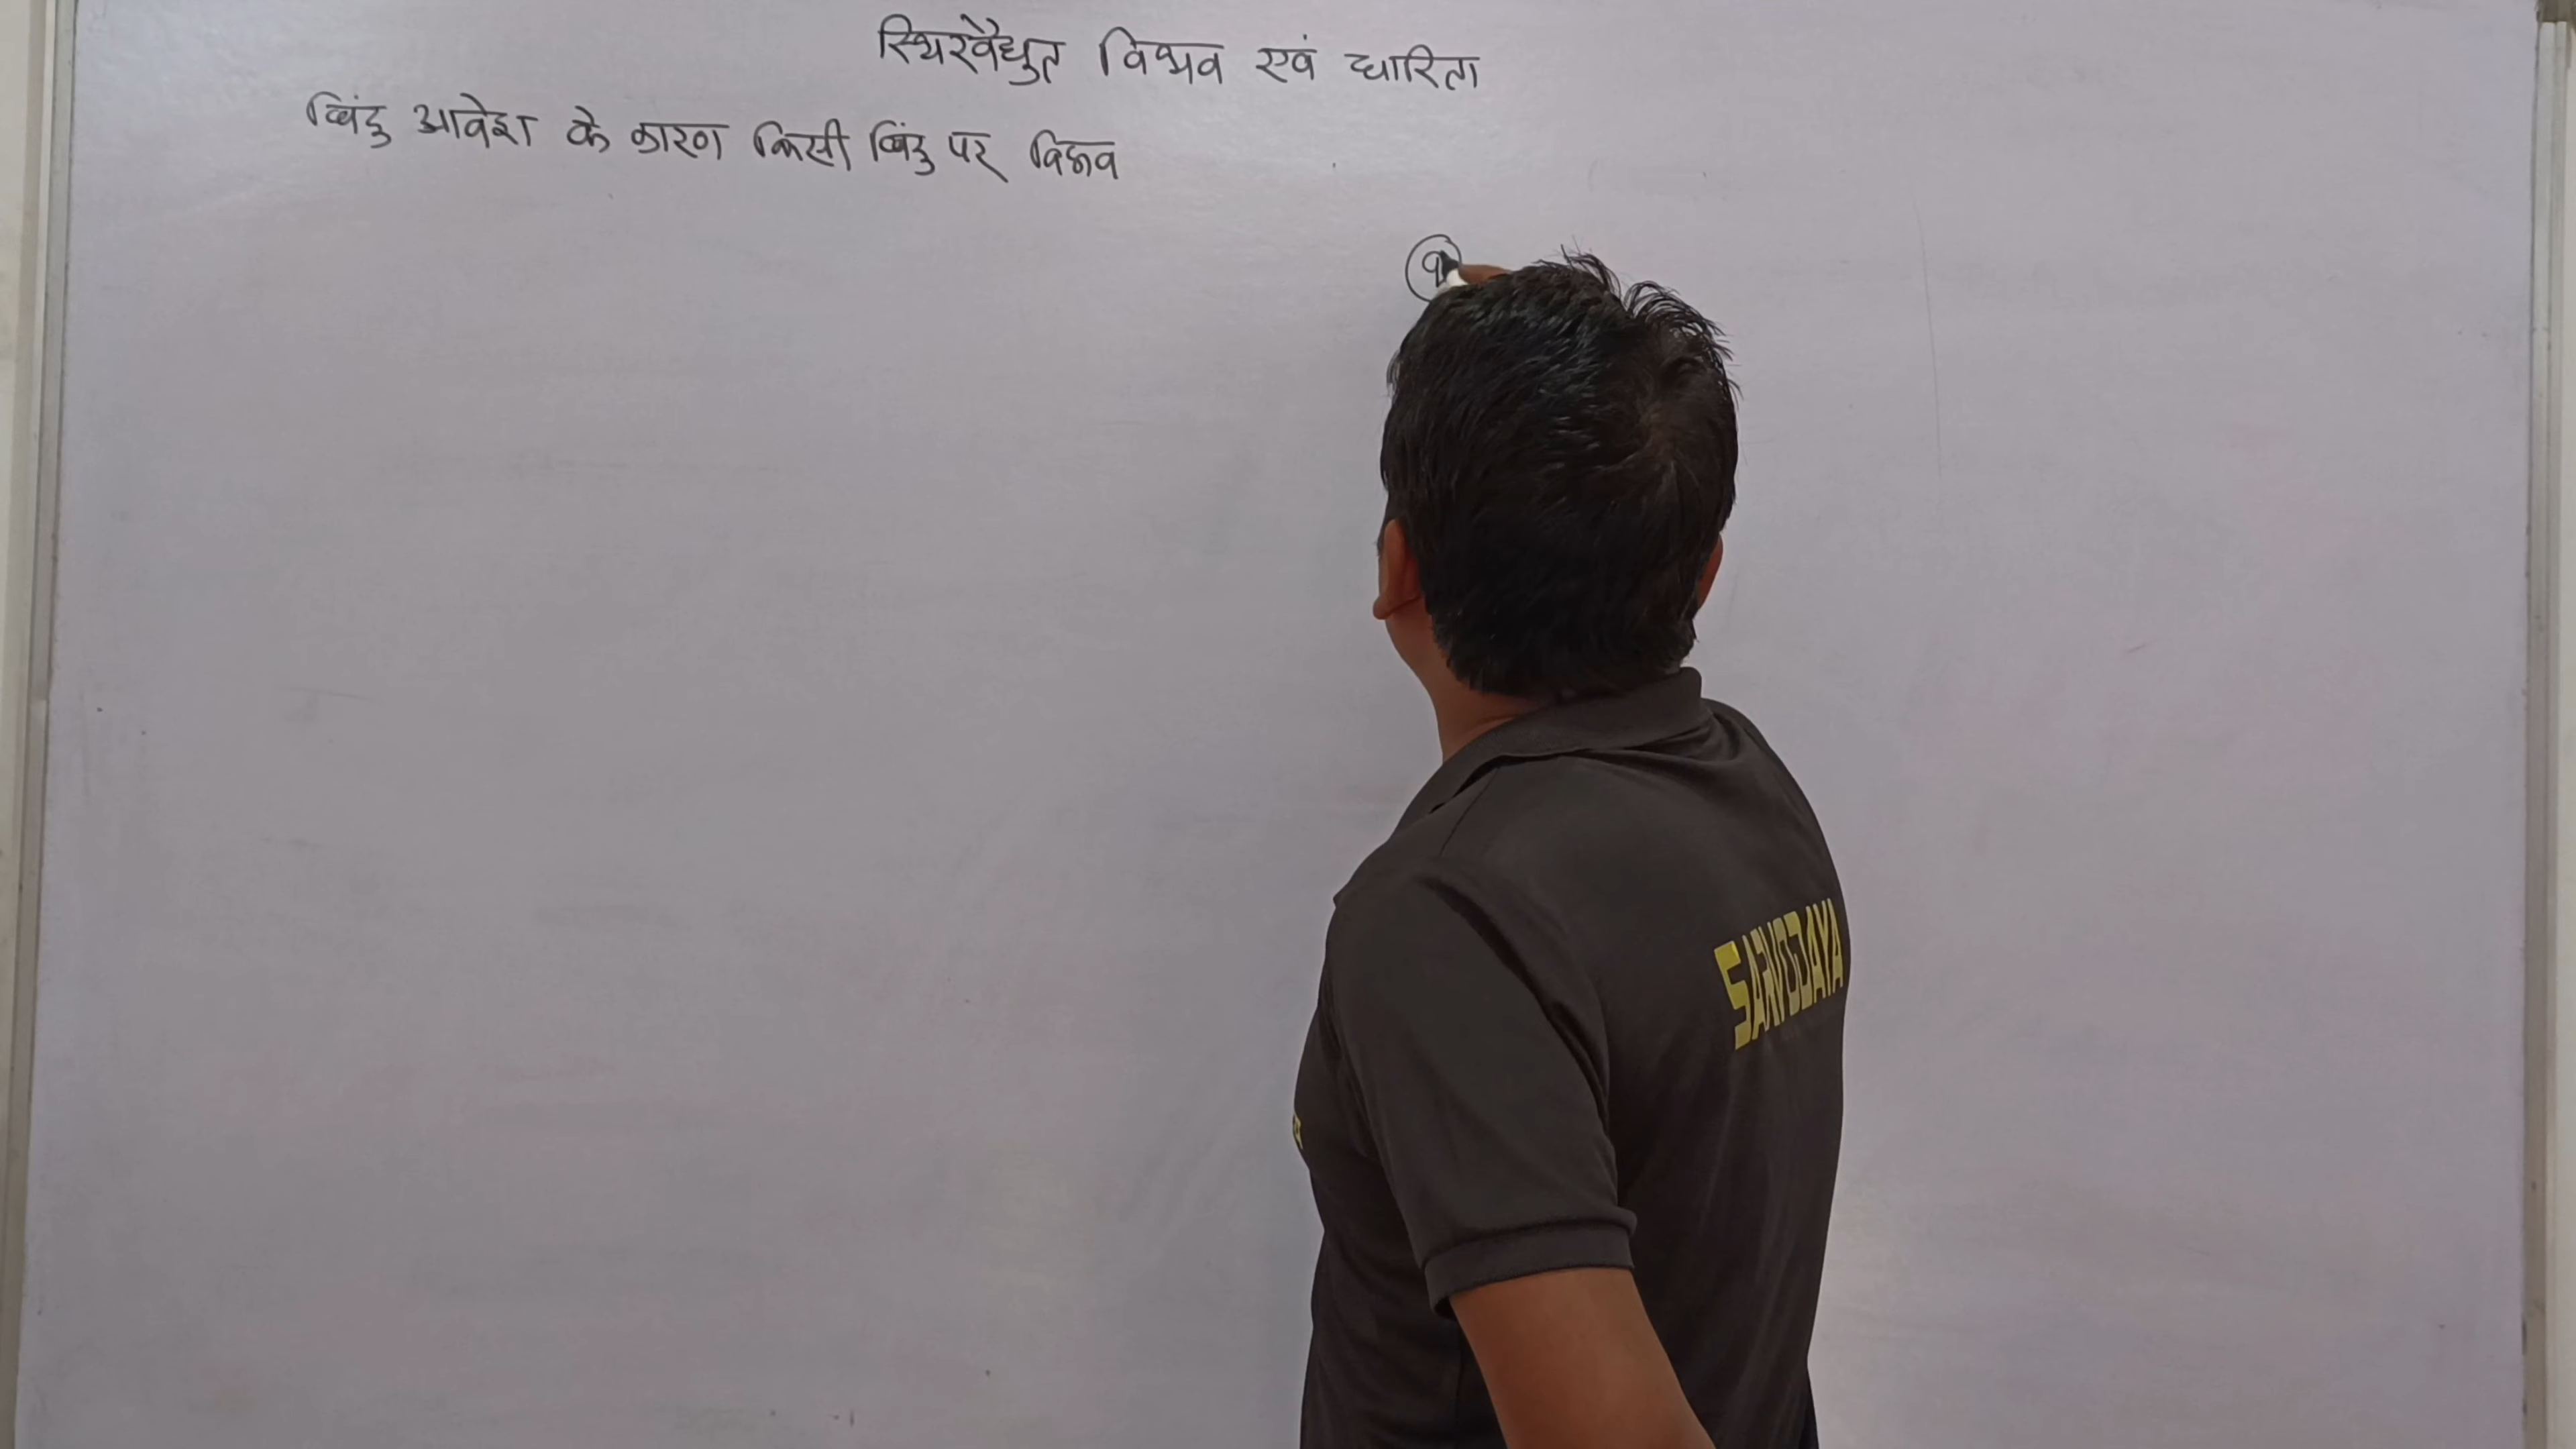 स्थिरवैद्युत विभव एवं धारिता
बिंदु आवेश के कारण किसी बिंदु पर विभव
q
SARVODAYA